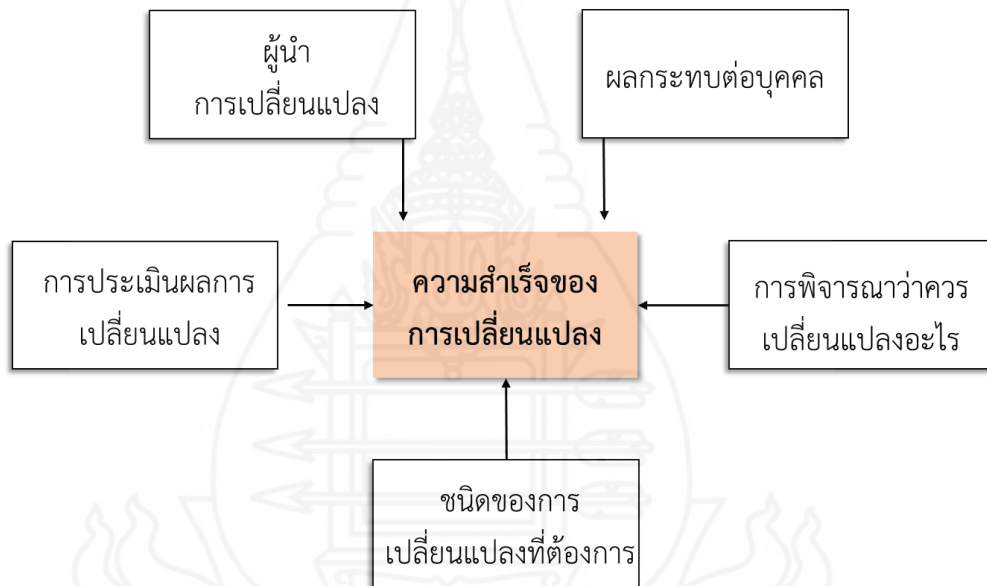 ผู้นำ
การเปลี่ยนแปลง
ผลกระทบต่อบุคคล
การประเมินผลการ
เปลี่ยนแปลง
ความสำเร็จของ
การเปลี่ยนแปลง
การพิจารณาว่าควร
เปลี่ยนแปลงอะไร
ชนิดของการ
เปลี่ยนแปลงที่ต้องการ